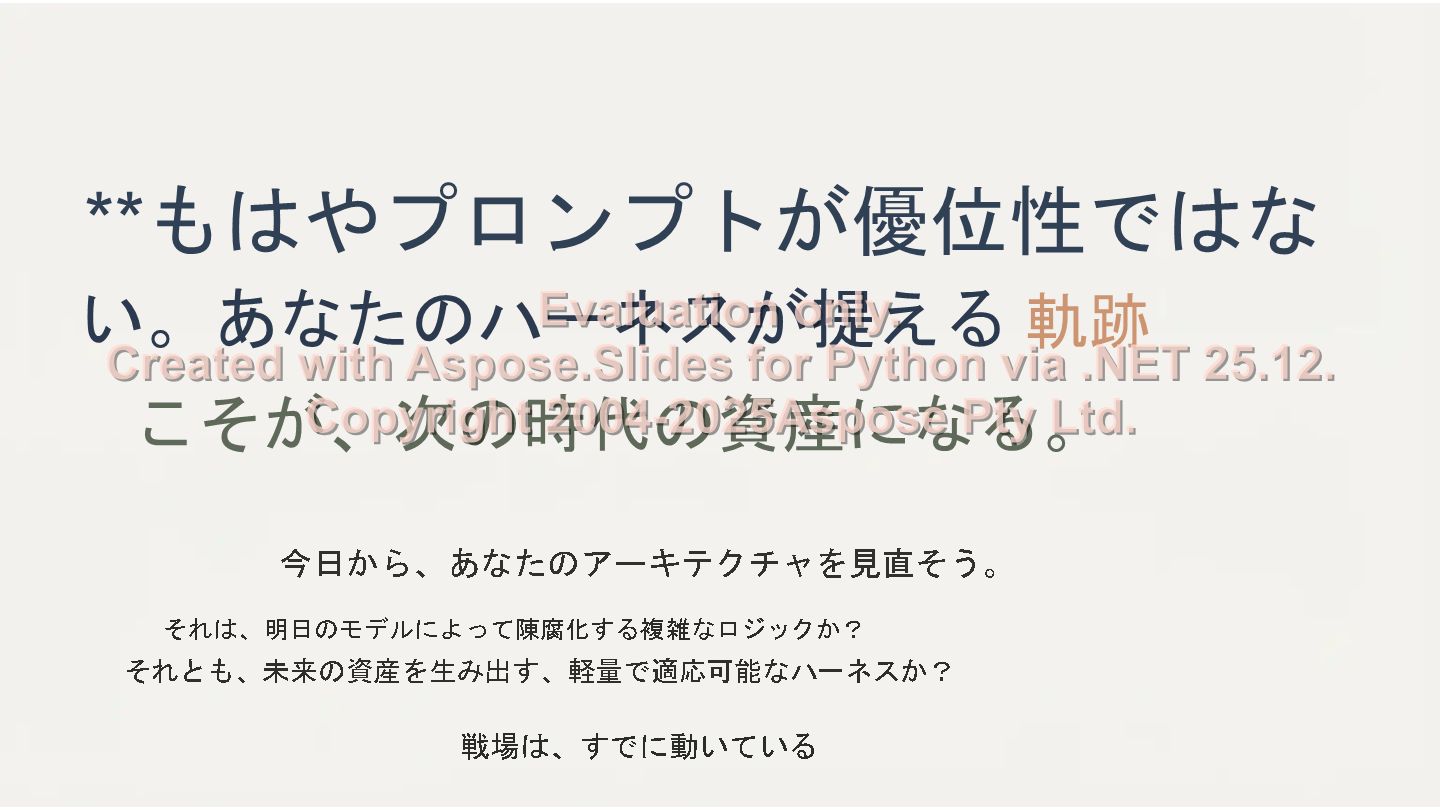 **もはやプロンプトが優位性ではな
い。あなたのハーネスが捉える 軌跡
こそが、次の時代の資産になる。
Evaluation only.
Created with Aspose.Slides for Python via .NET 25.12.
Copyright 2004-2025Aspose Pty Ltd.
今日から、あなたのアーキテクチャを見直そう。
それは、明日のモデルによって陳腐化する複雑なロジックか？
それとも、未来の資産を生み出す、軽量で適応可能なハーネスか？
戦場は、すでに動いている